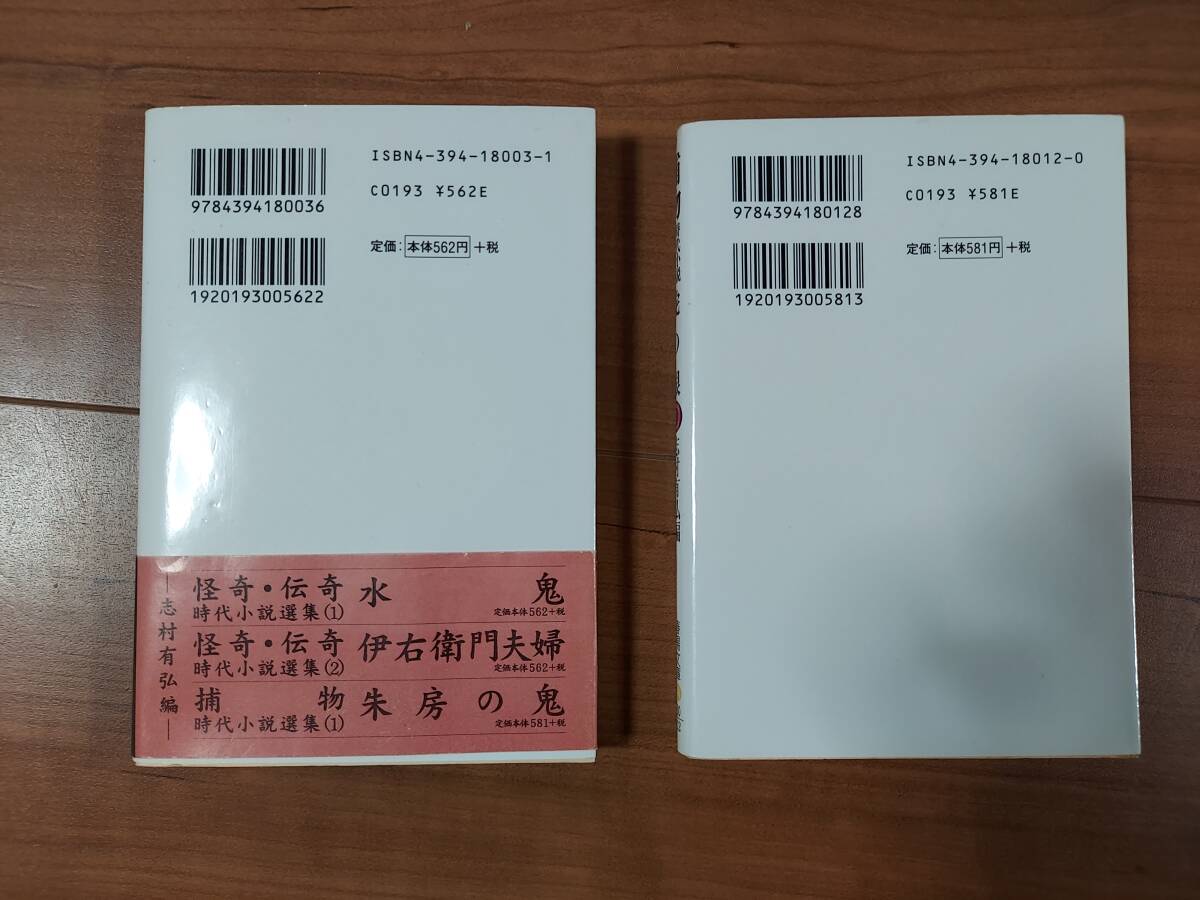 ISBN4-394-18003-1
9784394180036
C0193 ¥562E
定価：本体562円＋税
1920193005622
怪奇・伝奇 水鬼
時代小説選集(1) 定価本体562+税
怪奇・伝奇 伊右衛門夫婦
時代小説選集(2) 定価本体562+税
捕物 朱房の鬼
時代小説選集(1) 定価本体581+税
―志村有弘編―
ISBN4-394-18012-0
9784394180128
C0193 ¥581E
定価：本体581円＋税
1920193005813